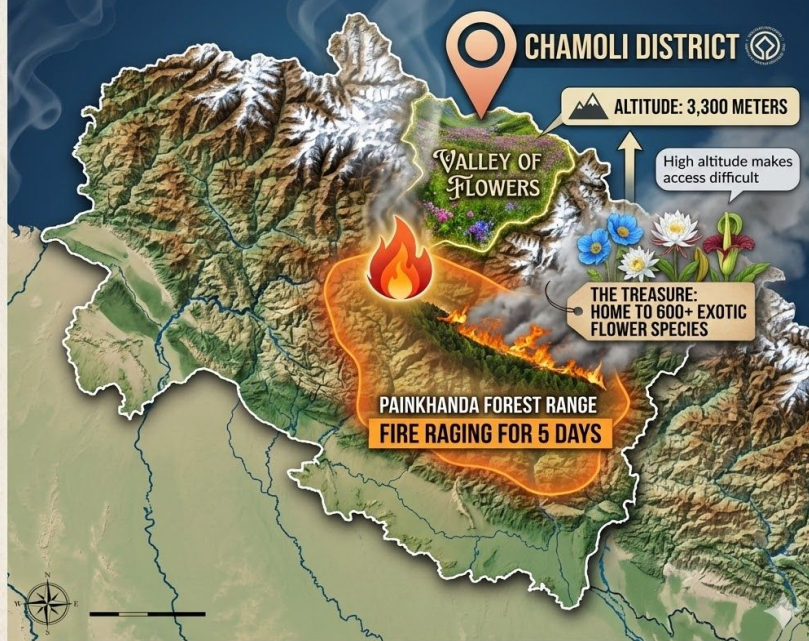 CHAMOLI DISTRICT
ALTITUDE: 3,300 METERS
High altitude makes
access difficult
VALLEY OF
FLOWERS
THE TREASURE:
HOME TO 600+ EXOTIC
FLOWER SPECIES
PAINKHANDA FOREST RANGE
FIRE RAGING FOR 5 DAYS
N
W
E
S